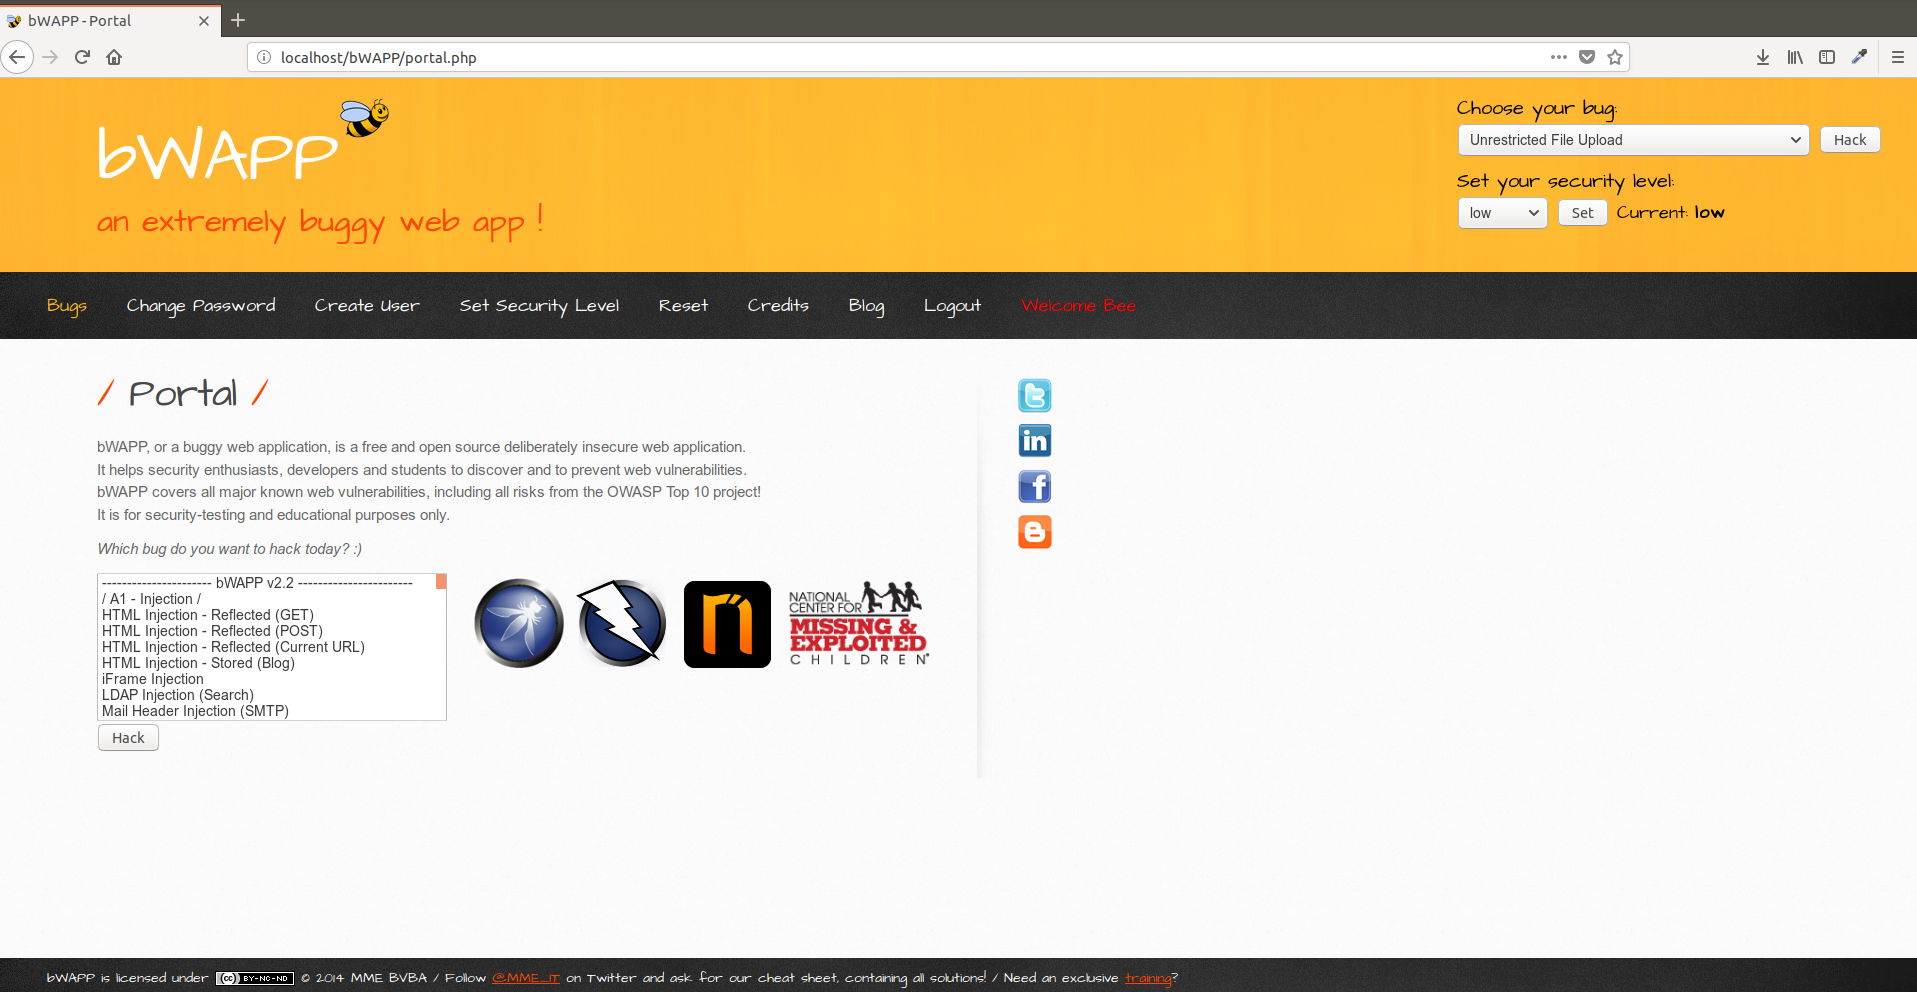 bWAPP - Portal
localhost/bWAPP/portal.php
bWAPP
an extremely buggy web app !
Choose your bug:
Unrestricted File Upload
Hack
Set your security level:
low
Set
Current: low
Bugs
Change Password
Create User
Set Security Level
Reset
Credits
Blog
Logout
Welcome Bee
/ Portal /
bWAPP, or a buggy web application, is a free and open source deliberately insecure web application.
It helps security enthusiasts, developers and students to discover and to prevent web vulnerabilities.
bWAPP covers all major known web vulnerabilities, including all risks from the OWASP Top 10 project!
It is for security-testing and educational purposes only.
Which bug do you want to hack today? :)
---------------------- bWAPP v2.2 -----------------------
/ A1 - Injection /
HTML Injection - Reflected (GET)
HTML Injection - Reflected (POST)
HTML Injection - Reflected (Current URL)
HTML Injection - Stored (Blog)
iFrame Injection
LDAP Injection (Search)
Mail Header Injection (SMTP)
Hack
NATIONAL
CENTER FOR
MISSING &
EXPLOITED
CHILDREN®
bWAPP is licensed under (cc) BY-NC-ND © 2014 MME BVBA / Follow @MME_IT on Twitter and ask for our cheat sheet, containing all solutions! / Need an exclusive training?